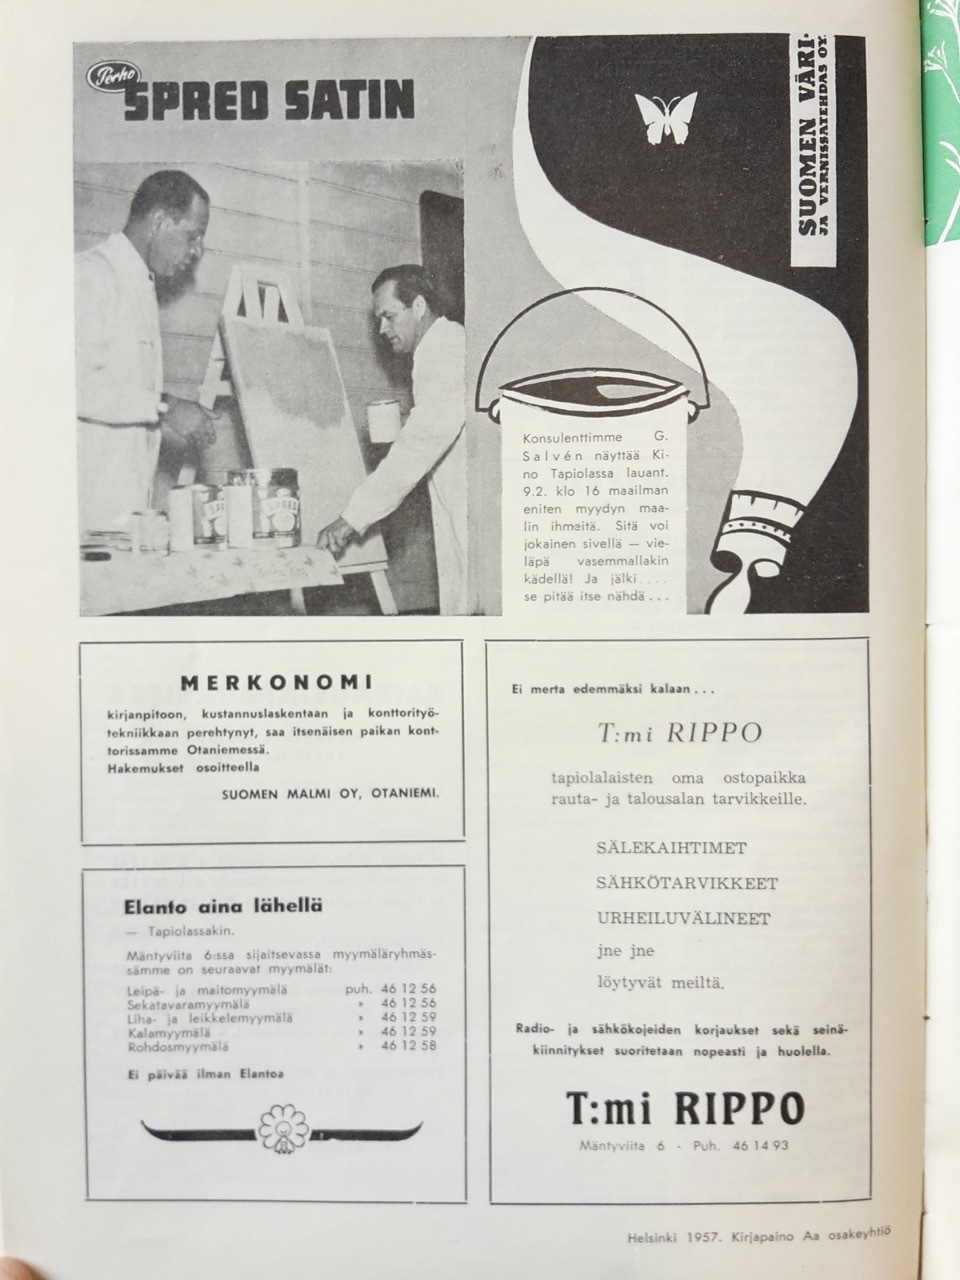 Perho
SPRED SATIN
SUOMEN VÄRI-
JA VERNISSATEHDAS OY.
Konsulenttimme G.
Salvén näyttää Ki-
no Tapiolassa lauant.
9.2. klo 16 maailman
eniten myydyn maa-
lin ihmeitä. Sitä voi
jokainen sivellä — vie-
läpä vasemmallakin
kädellä! Ja jälki....
se pitää itse nähdä...
MERKONOMI
kirjanpitoon, kustannuslaskentaan ja konttorityö-
tekniikkaan perehtynyt, saa itsenäisen paikan kont-
torissamme Otaniemessä.
Hakemukset osoitteella
SUOMEN MALMI OY, OTANIEMI.
Elanto aina lähellä
— Tapiolassakin.
Mäntyviita 6:ssa sijaitsevassa myymäläryhmäs-
sämme on seuraavat myymälät:
Leipä- ja maitomyymälä puh. 46 12 56
Sekatavaramyymälä » 46 12 56
Liha- ja leikkelemyymälä » 46 12 59
Kalamyymälä » 46 12 59
Rohdosmyymälä » 46 12 58
Ei päivää ilman Elantoa
Ei merta edemmäksi kalaan...
T:mi RIPPO
tapiolalaisten oma ostopaikka
rauta- ja talousalan tarvikkeille.
SÄLEKAIHTIMET
SÄHKÖTARVIKKEET
URHEILUVÄLINEET
jne jne
löytyvät meiltä.
Radio- ja sähkökojeiden korjaukset sekä seinä-
kiinnitykset suoritetaan nopeasti ja huolella.
T:mi RIPPO
Mäntyviita 6 - Puh. 46 14 93
Helsinki 1957. Kirjapaino Aa osakeyhtiö